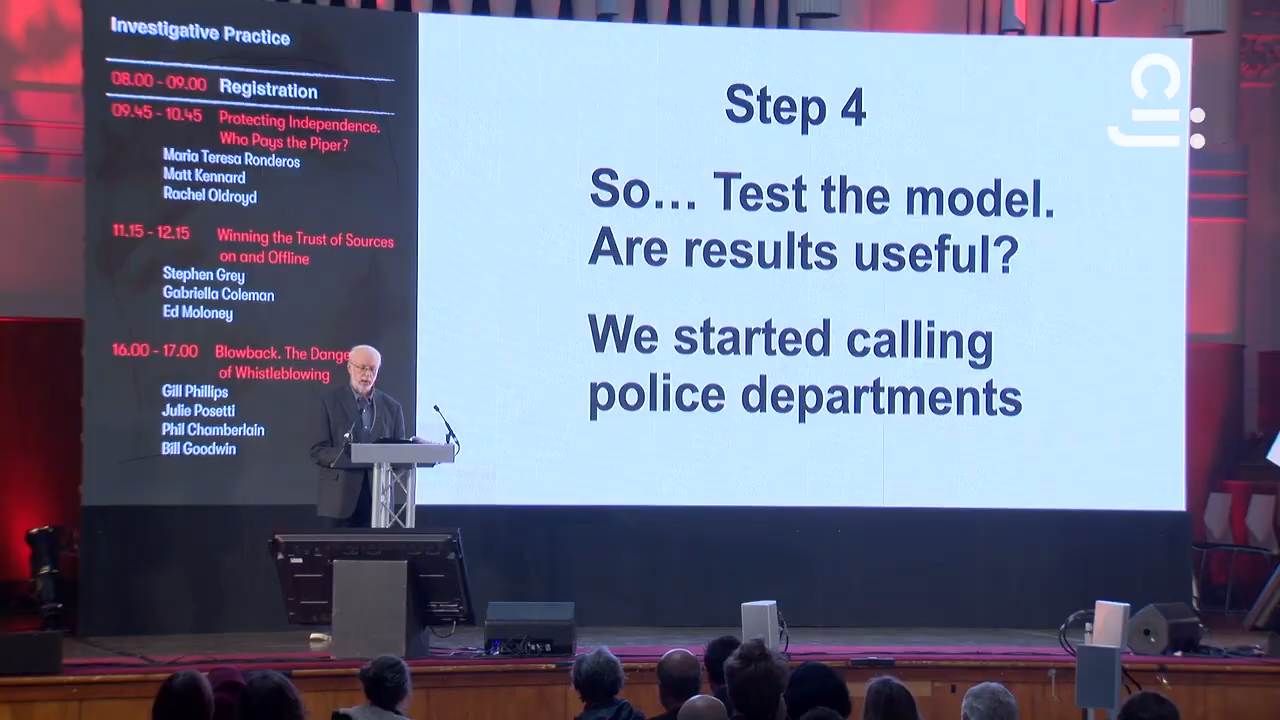 Investigative Practice
08.00 - 09.00 Registration
09.45 - 10.45 Protecting Independence.
Who Pays the Piper?
Maria Teresa Ronderos
Matt Kennard
Rachel Oldroyd
11.15 - 12.15 Winning the Trust of Sources
on and Offline
Stephen Grey
Gabriella Coleman
Ed Moloney
16.00 - 17.00 Blowback. The Dange
of Whistleblowing
Gill Phillips
Julie Posetti
Phil Chamberlain
Bill Goodwin
Step 4
So... Test the model.
Are results useful?
We started calling
police departments
cij: